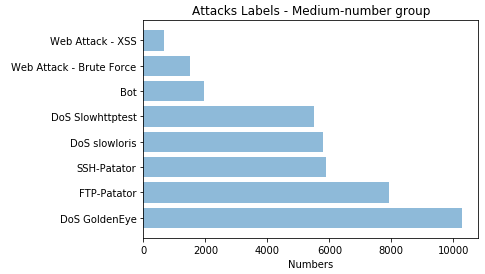 Attacks Labels - Medium-number group
Web Attack - XSS
Web Attack - Brute Force
Bot
DoS Slowhttptest
DoS slowloris
SSH-Patator
FTP-Patator
DoS GoldenEye
0 2000 4000 6000 8000 10000
Numbers